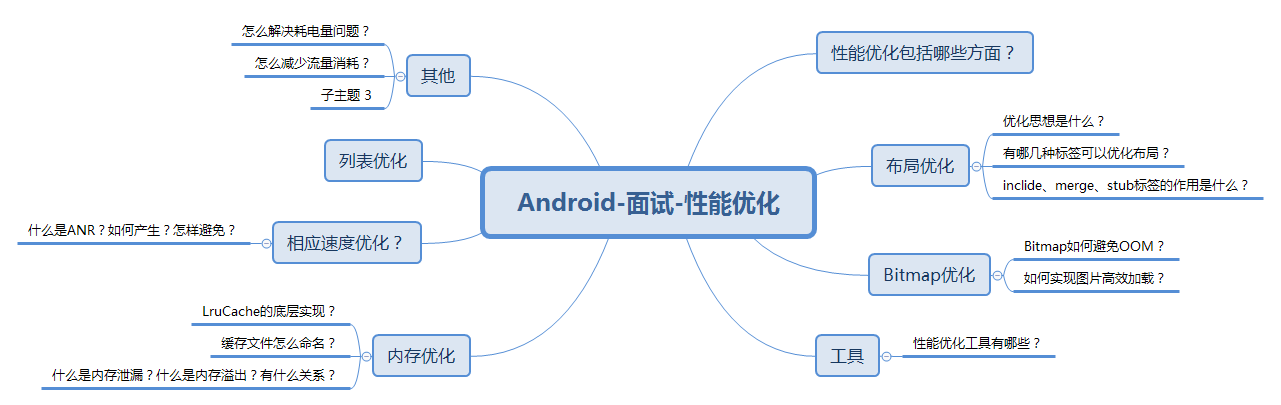 Android-面试-性能优化
性能优化包括哪些方面？
布局优化
优化思想是什么？
有哪几种标签可以优化布局？
inclide、merge、stub标签的作用是什么？
Bitmap优化
Bitmap如何避免OOM？
如何实现图片高效加载？
工具
性能优化工具有哪些？
其他
怎么解决耗电量问题？
怎么减少流量消耗？
子主题 3
列表优化
相应速度优化？
什么是ANR？如何产生？怎样避免？
内存优化
LruCache的底层实现？
缓存文件怎么命名？
什么是内存泄漏？什么是内存溢出？有什么关系？